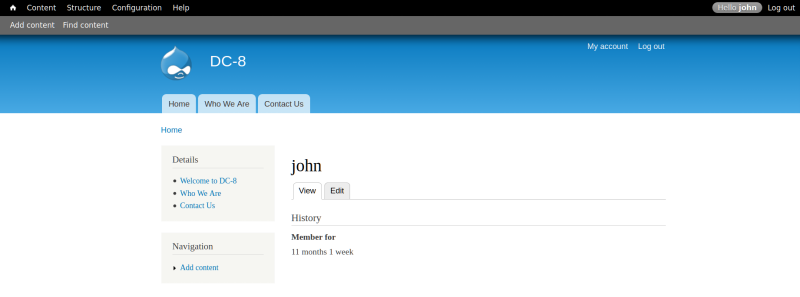 Content Structure Configuration Help Hello john Log out
Add content Find content
My account Log out
DC-8
Home Who We Are Contact Us
Home
Details
Welcome to DC-8
Who We Are
Contact Us
Navigation
Add content
john
View Edit
History
Member for
11 months 1 week